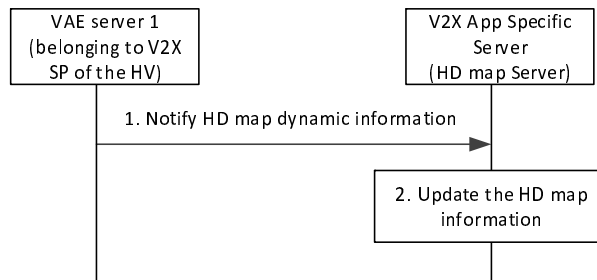 VAE server 1
(belonging to V2X
SP of the HV)
V2X App Specific
Server
(HD map Server)
1. Notify HD map dynamic information
2. Update the HD map
information